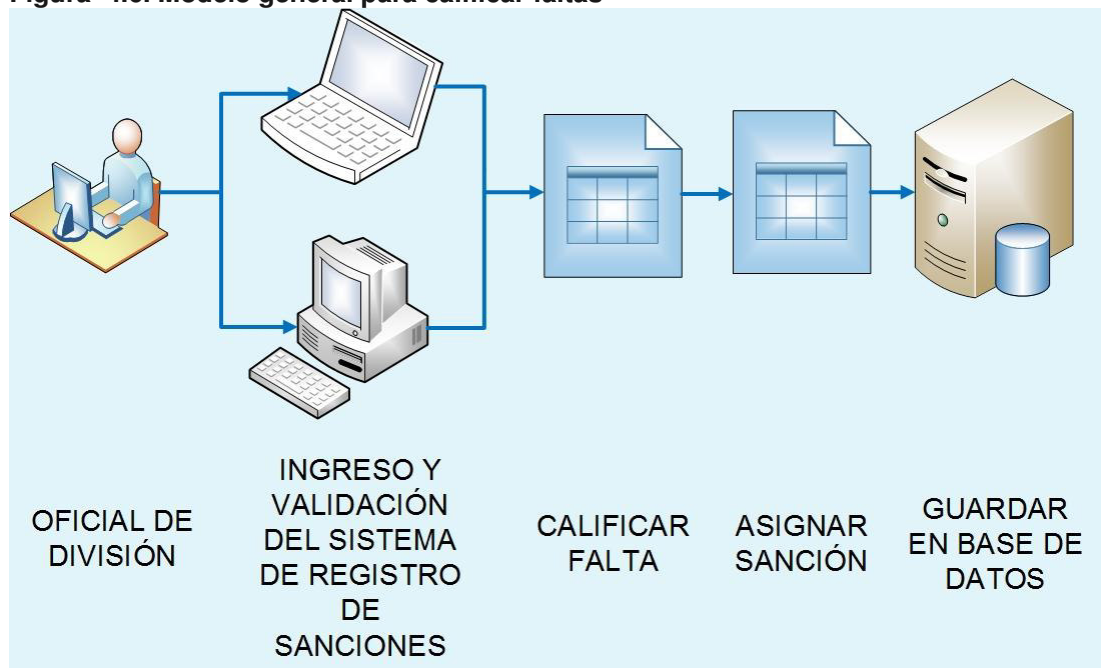 general para calificar faltas
OFICIAL DE
DIVISIÓN
INGRESO Y
VALIDACIÓN
DEL SISTEMA
DE REGISTRO
DE
SANCIONES
CALIFICAR
FALTA
ASIGNAR
SANCIÓN
GUARDAR
EN BASE DE
DATOS